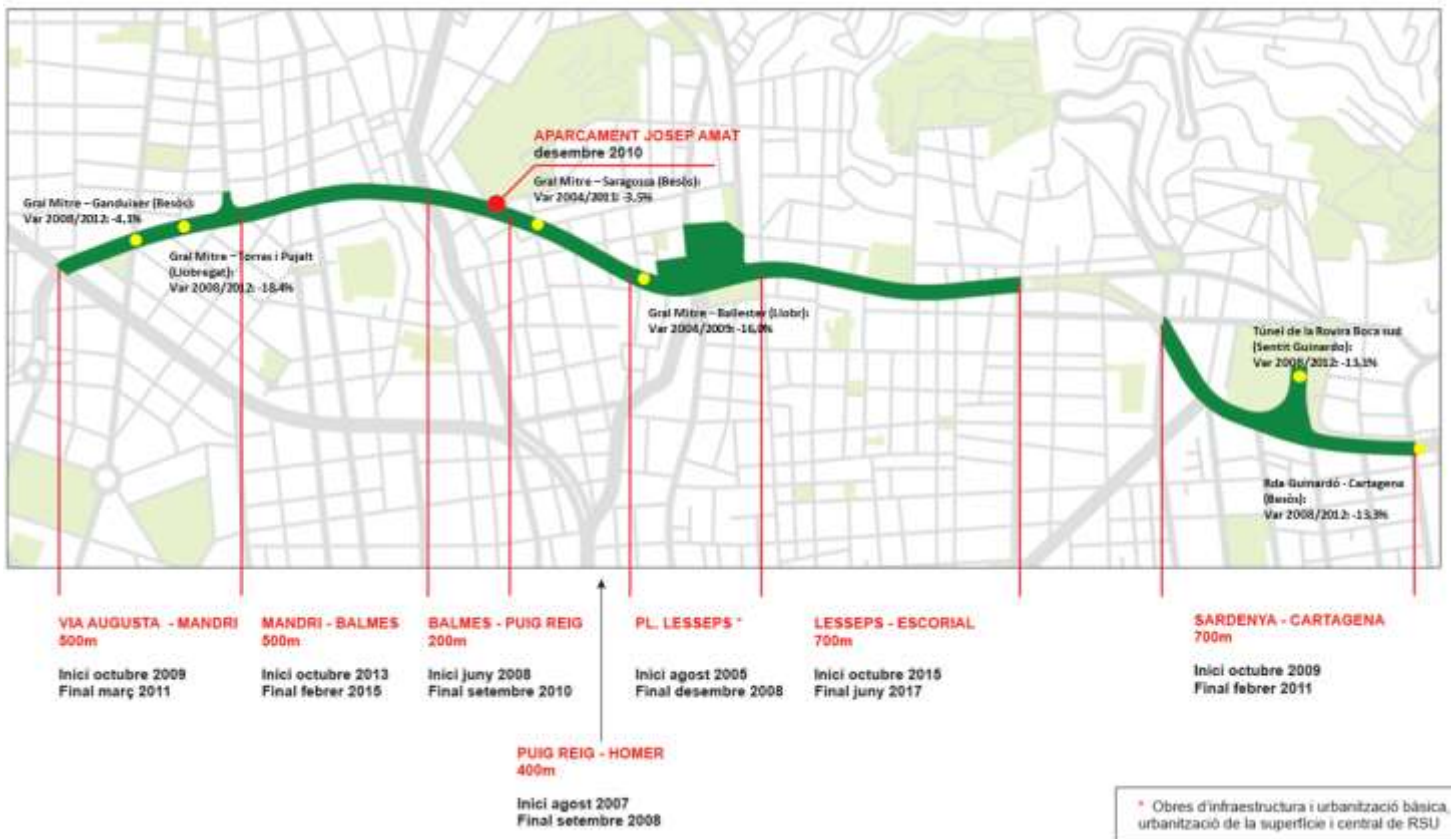 APARCAMENT JOSEP AMAT
desembre 2010
Gral Mitre – Saragossa (Besòs):
Var 2004/2011: -3,5%
Gral Mitre – Ganduixer (Besòs):
Var 2008/2012: -4,1%
Gral Mitre – Torras i Pujalt
(Llobregat):
Var 2008/2012: -18,4%
Gral Mitre – Ballester (Llobr):
Var 2004/2009: -16,0%
Túnel de la Rovira Boca sud
(Sentit Guinardo):
Var 2008/2012: -13,1%
Rda Guinardó - Cartagena
(Besòs):
Var 2008/2012: -13,3%
VIA AUGUSTA - MANDRI
500m
Inici octubre 2009
Final març 2011
MANDRI - BALMES
500m
Inici octubre 2013
Final febrer 2015
BALMES - PUIG REIG
200m
Inici juny 2008
Final setembre 2010
PL. LESSEPS *
Inici agost 2005
Final desembre 2008
LESSEPS - ESCORIAL
700m
Inici octubre 2015
Final juny 2017
SARDENYA - CARTAGENA
700m
Inici octubre 2009
Final febrer 2011
PUIG REIG - HOMER
400m
Inici agost 2007
Final setembre 2008
* Obres d'infraestructura i urbanització bàsica,
urbanització de la superfície i central de RSU